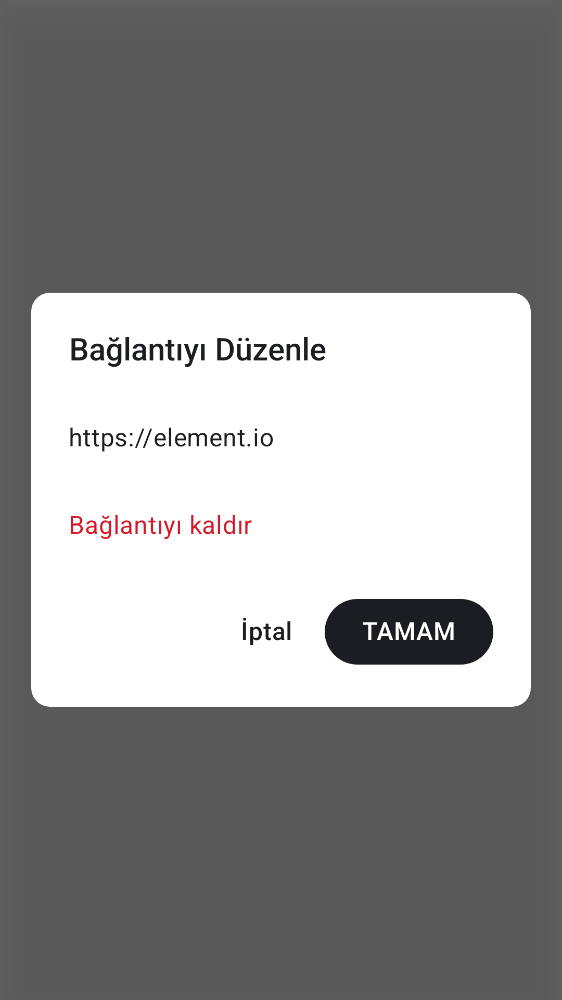 Bağlantıyı Düzenle
https://element.io
Bağlantıyı kaldır
İptal
TAMAM